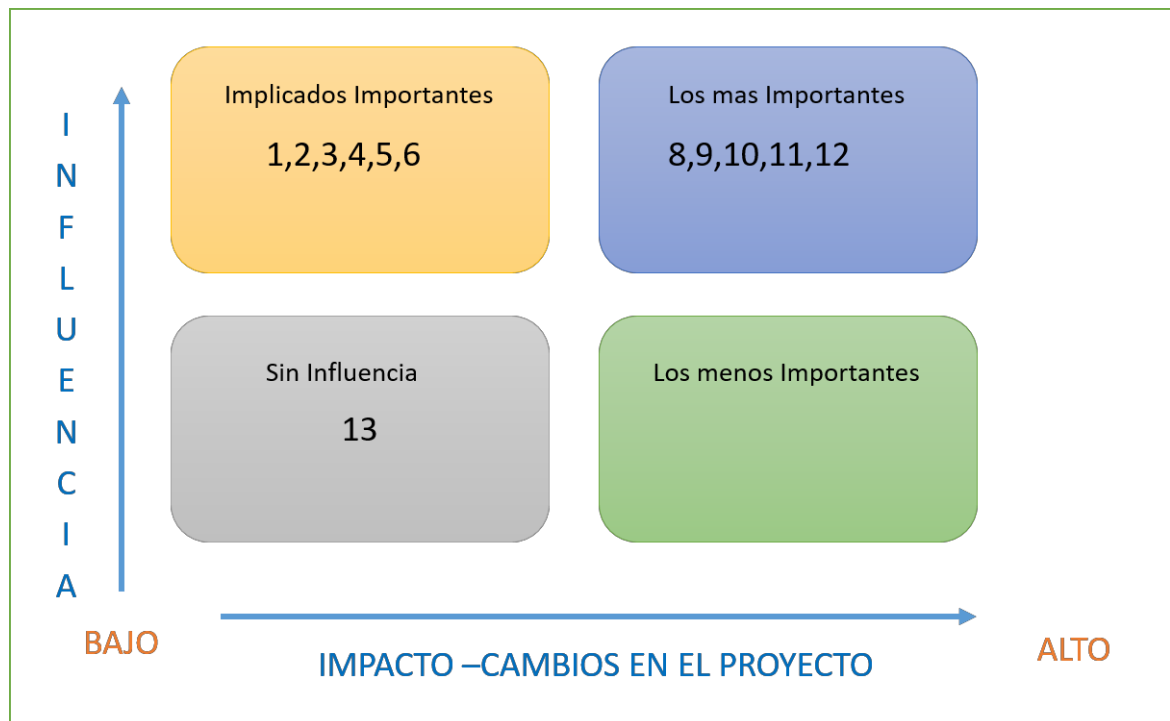 INFLUENCIA
Implicados Importantes
1,2,3,4,5,6
Los mas Importantes
8,9,10,11,12
Sin Influencia
13
Los menos Importantes
BAJO
IMPACTO –CAMBIOS EN EL PROYECTO
ALTO